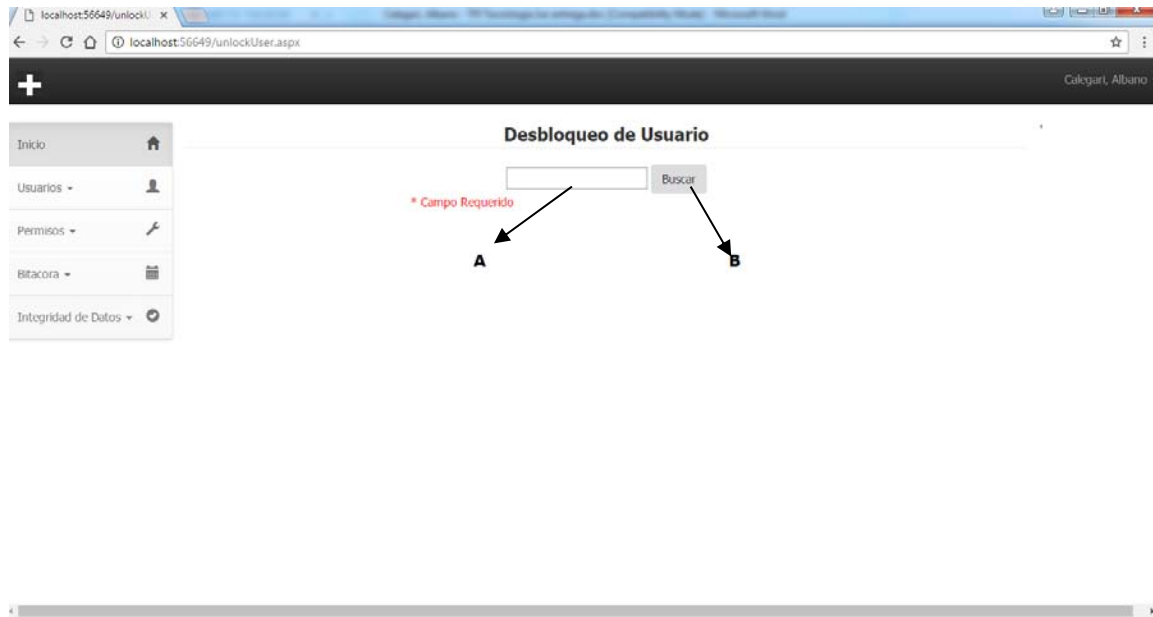 localhost:56649/unlockU
localhost:56649/unlockUser.aspx
Calegari, Albano
Inicio
Usuarios
Permisos
Bitacora
Integridad de Datos
Desbloqueo de Usuario
Buscar
* Campo Requerido
A
B